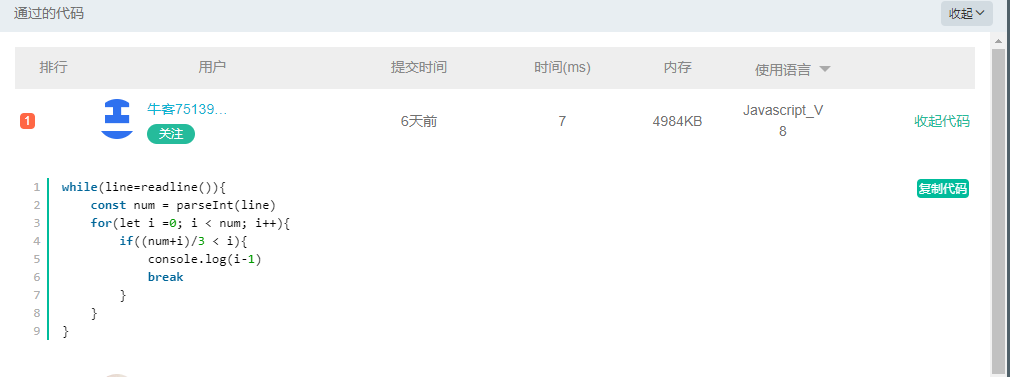 通过的代码
收起
排行 用户 提交时间 时间(ms) 内存 使用语言
1 牛客75139... 6天前 7 4984KB Javascript_V8 收起代码
关注
复制代码
1 while(line=readline()){
2 const num = parseInt(line)
3 for(let i =0; i < num; i++){
4 if((num+i)/3 < i){
5 console.log(i-1)
6 break
7 }
8 }
9 }